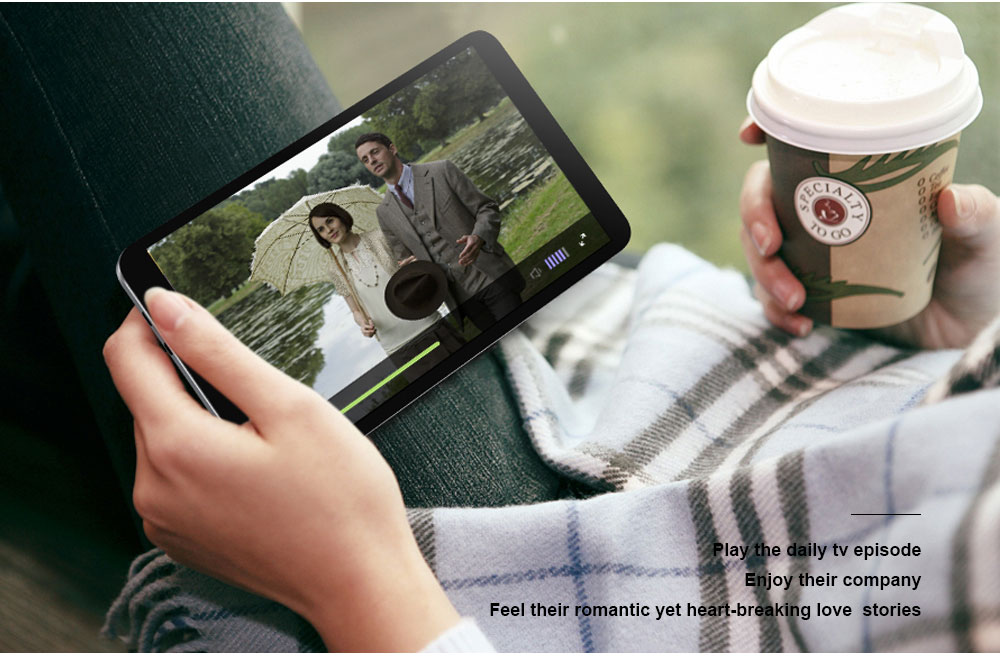 SPECIALTY
TO GO
Play the daily tv episode
Enjoy their company
Feel their romantic yet heart-breaking love  stories